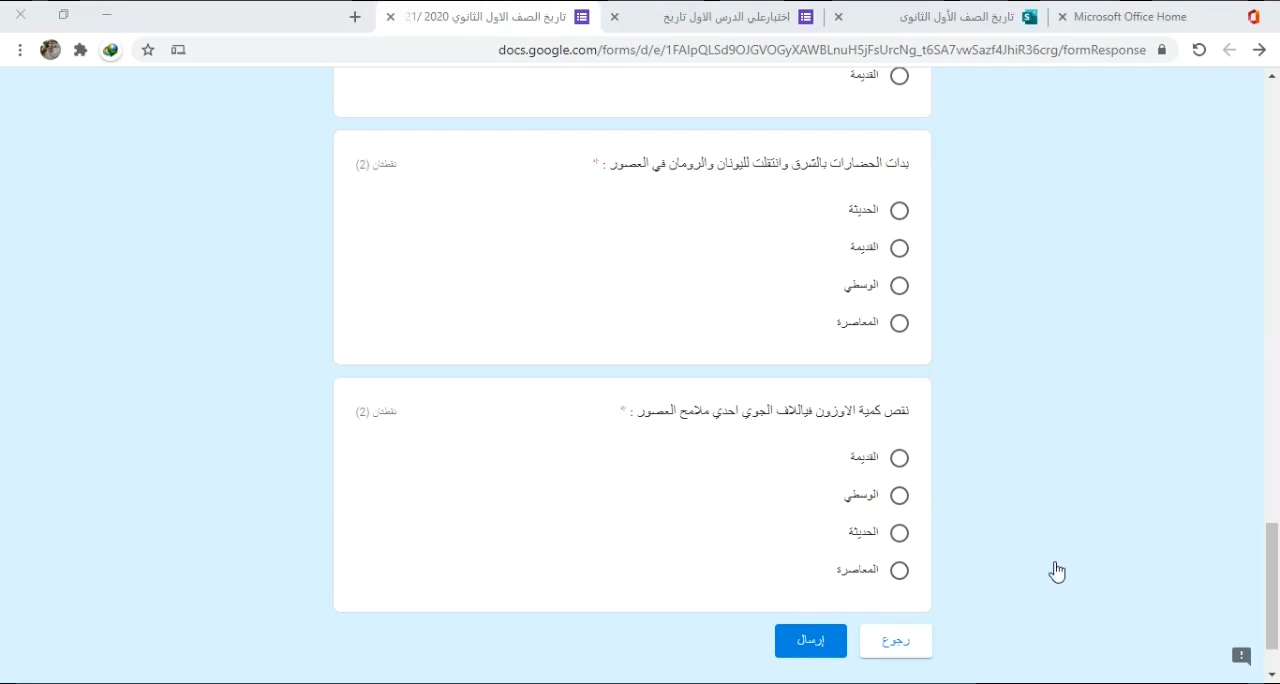 Microsoft Office Home
تاريخ الصف الأول الثانوى
اختبارعلي الدرس الاول تاريخ
تاريخ الصف الاول الثانوي 2020 /21
docs.google.com/forms/d/e/1FAIpQLSd9OJGVOGyXAWBLnuH5jFsUrcNg_t6SA7vwSazf4JhiR36crg/formResponse
القديمة
بدات الحضارات بالشرق وانتقلت لليونان والرومان في العصور : *
نقطتان (2)
الحديثة
القديمة
الوسطي
المعاصرة
نقص كمية الاوزون فياللاف الجوي احدي ملامح العصور : *
نقطتان (2)
القديمة
الوسطي
الحديثة
المعاصرة
رجوع
إرسال